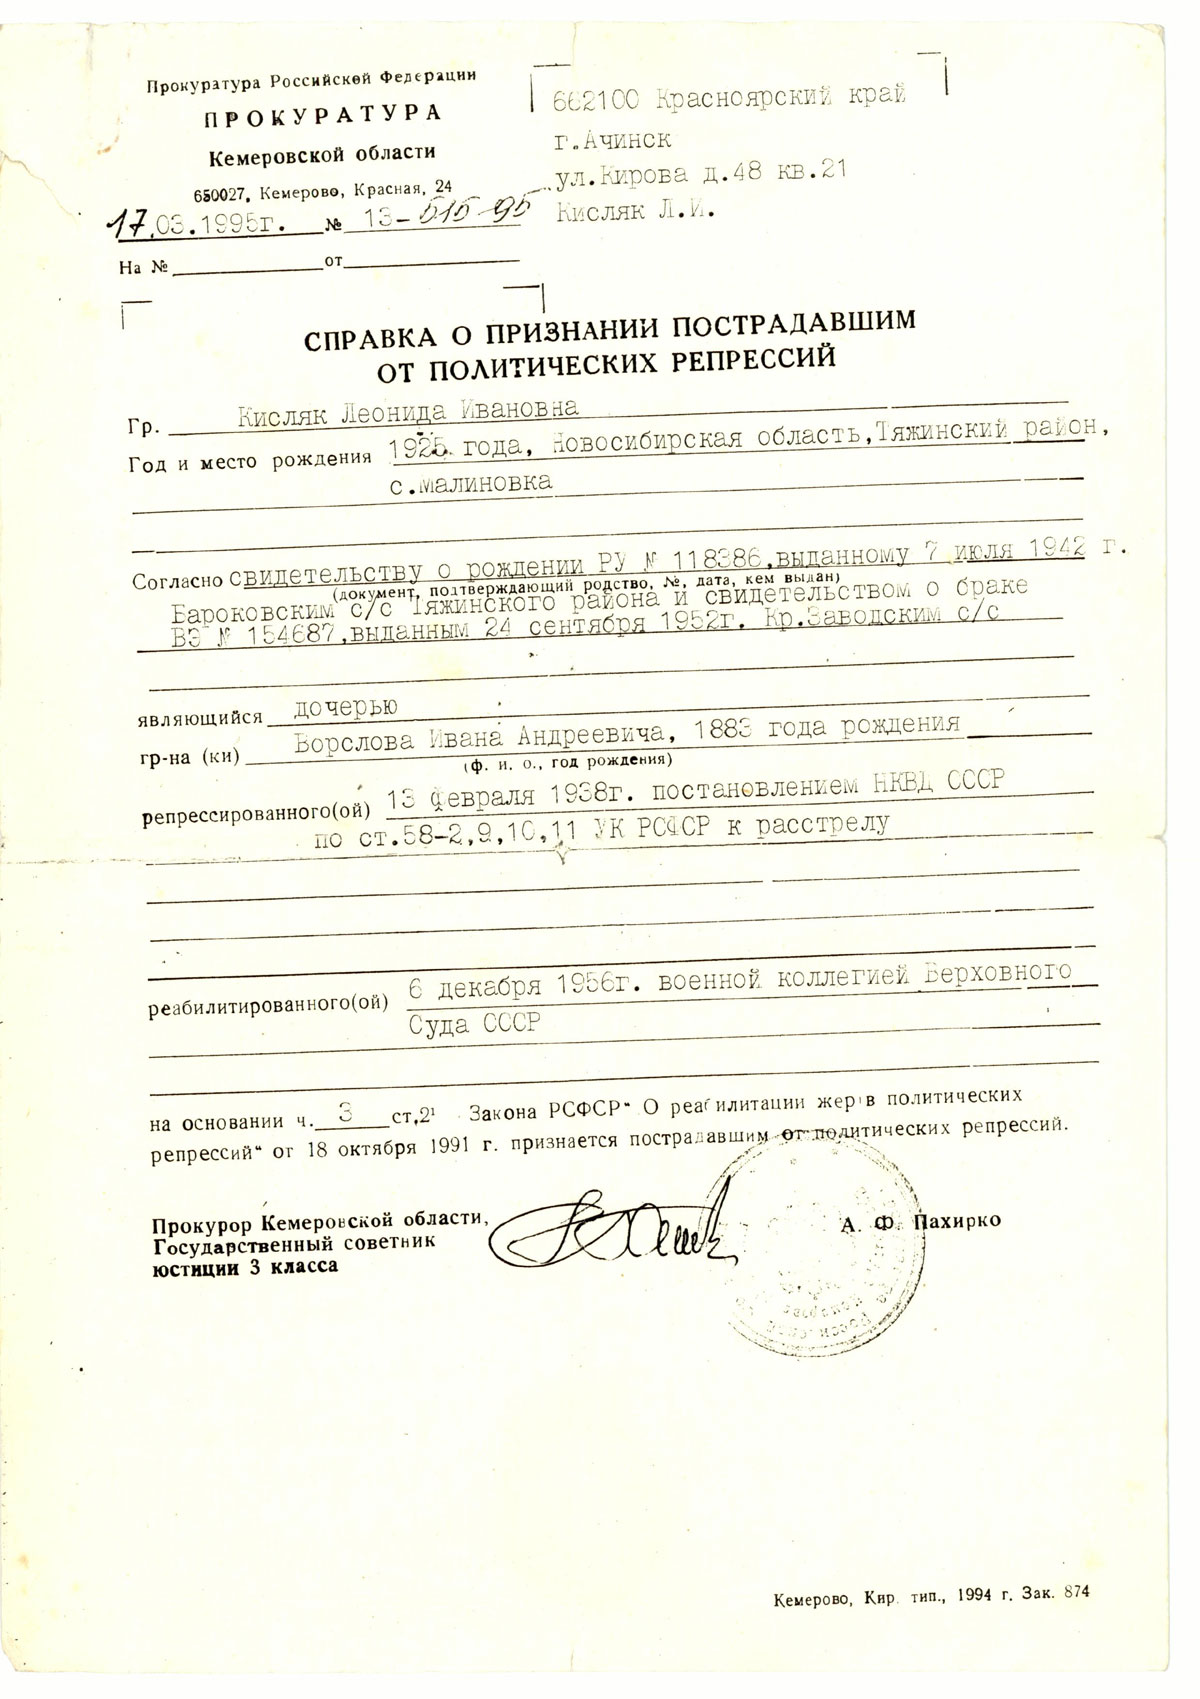 Прокуратура Российской Федерации
ПРОКУРАТУРА
Кемеровской области
650027, Кемерово, Красная, 24
17.03.1995г. № 13-515-95
На № от
662100 Красноярский край
г.Ачинск
ул.Кирова д.48 кв.21
Кисляк Л.И.
СПРАВКА О ПРИЗНАНИИ ПОСТРАДАВШИМ
ОТ ПОЛИТИЧЕСКИХ РЕПРЕССИЙ
Гр. Кисляк Леонида Ивановна
Год и место рождения 1925 года, Новосибирская область,Тяжинский район,
с.Малиновка
Согласно свидетельству о рождении РУ № 118386,выданному 7 июля 1942 г.
(документ, подтверждающий родство, №, дата, кем выдан)
Бароковским с/с Тяжинского района и свидетельством о браке
ВЭ № 154687,выданным 24 сентября 1952г. Кр.Заводским с/с
являющийся дочерью
гр-на (ки) Ворслова Ивана Андреевича, 1883 года рождения
(ф. и. о., год рождения)
репрессированного(ой) 13 февраля 1938г. постановлением НКВД СССР
по ст.58-2,9,10,11 УК РСФСР к расстрелу
реабилитированного(ой) 6 декабря 1956г. военной коллегией Верховного
Суда СССР
на основании ч. 3 ст,2¹ Закона РСФСР" О реабилитации жертв политических
репрессий" от 18 октября 1991 г. признается пострадавшим от политических репрессий.
Прокурор Кемеровской области,
Государственный советник
юстиции 3 класса
А. Ф. Пахирко
Кемерово, Кир. тип., 1994 г. Зак. 874